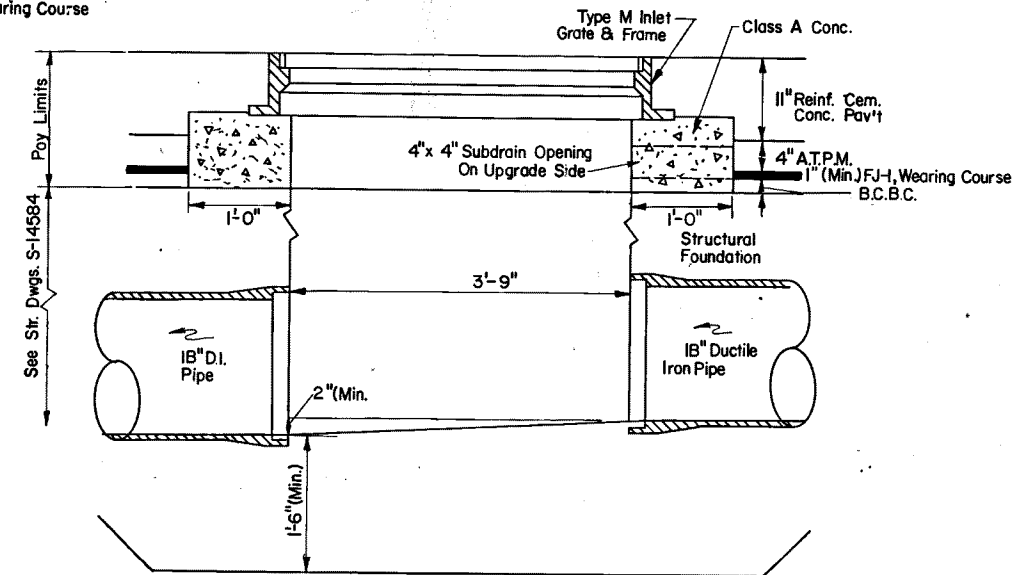 aring Course
Type M Inlet
Grate & Frame
Class A Conc.
Pay Limits
11" Reinf. Cem.
Conc. Pav't
4" x 4" Subdrain Opening
On Upgrade Side
4" A.T.P.M.
1" (Min.) FJ-1, Wearing Course
B.C.B.C.
1'-0"
1'-0"
Structural
Foundation
See Str. Dwgs. S-14584
3'-9"
18" D.I.
Pipe
18" Ductile
Iron Pipe
2" (Min.
1'-6" (Min.)